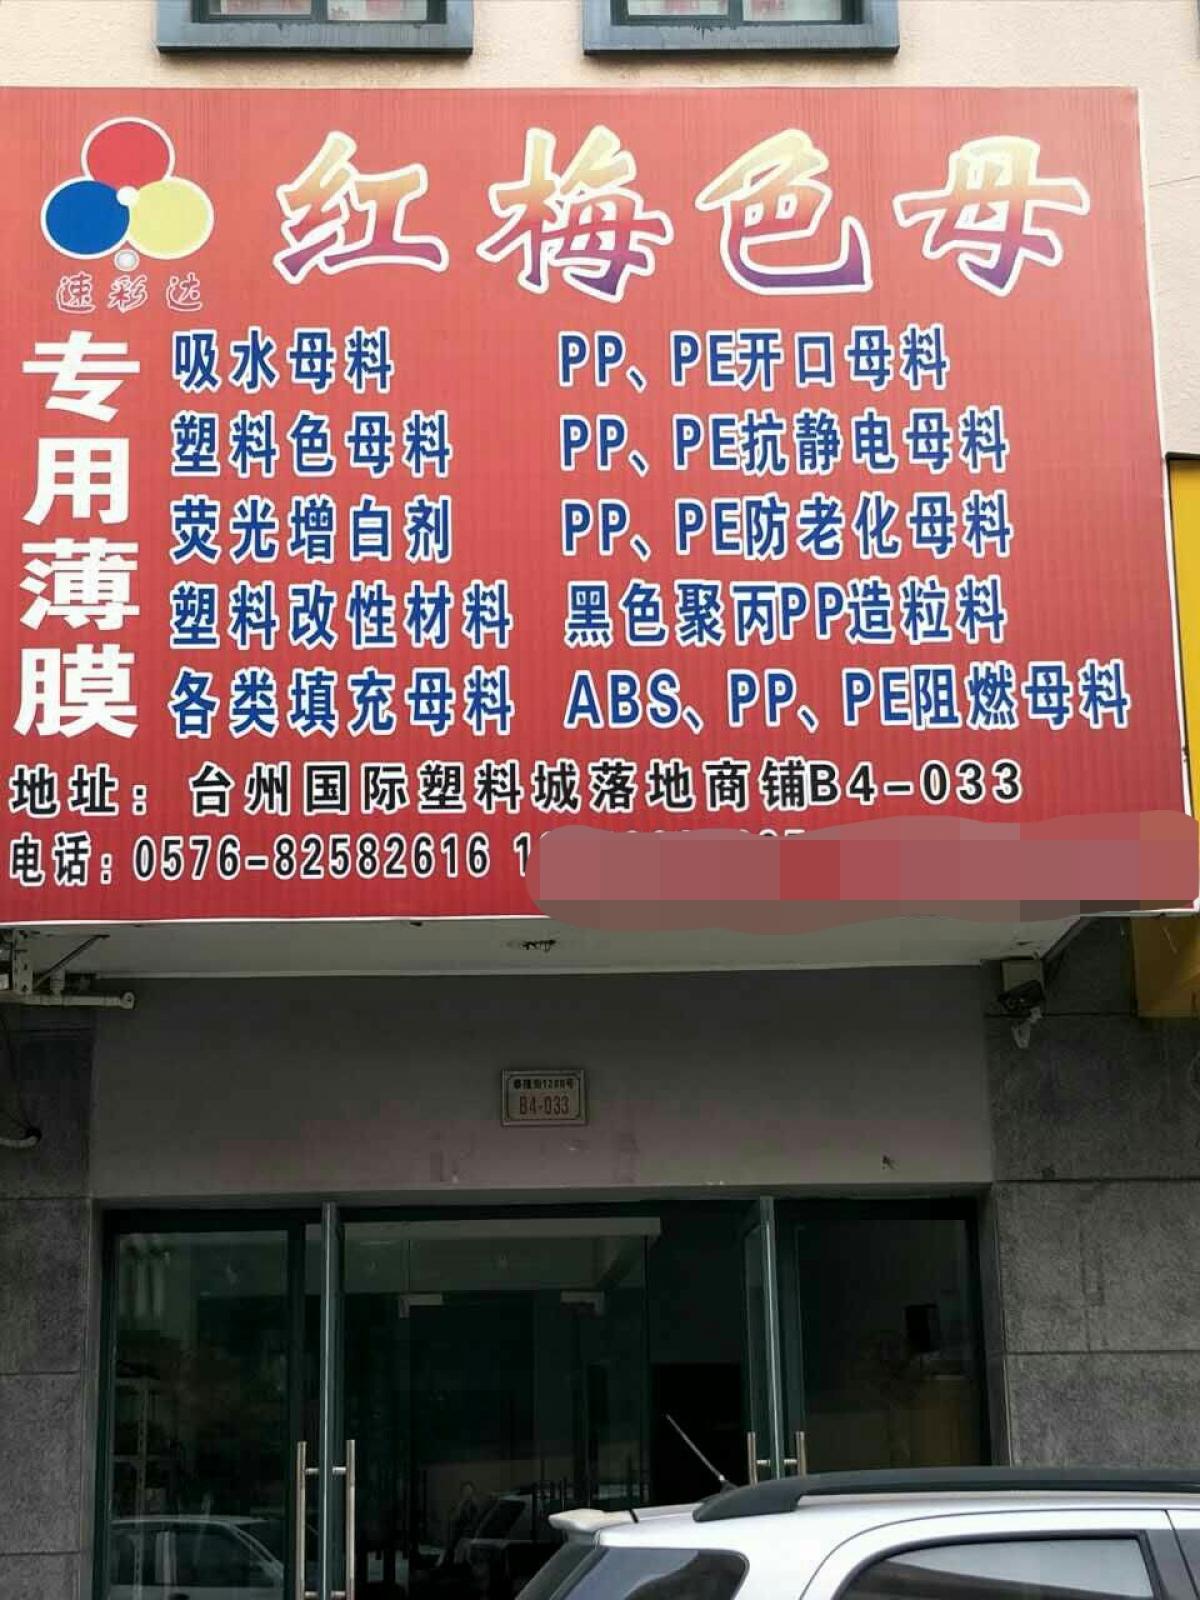 红梅色母
速彩达
专用薄膜
吸水母料 PP、PE开口母料
塑料色母料 PP、PE抗静电母料
荧光增白剂 PP、PE防老化母料
塑料改性材料 黑色聚丙PP造粒料
各类填充母料 ABS、PP、PE阻燃母料
地址：台州国际塑料城落地商铺B4-033
电话：0576-82582616 1
B4-033